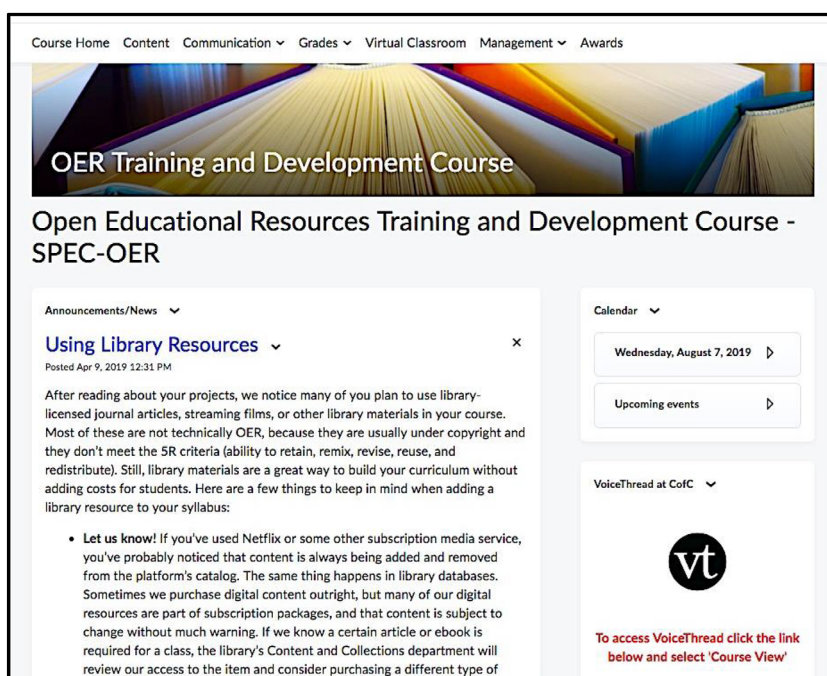 Course Home Content Communication Grades Virtual Classroom Management Awards
OER Training and Development Course
Open Educational Resources Training and Development Course -
SPEC-OER
Announcements/News
Using Library Resources
Posted Apr 9, 2019 12:31 PM
After reading about your projects, we notice many of you plan to use library-
licensed journal articles, streaming films, or other library materials in your course.
Most of these are not technically OER, because they are usually under copyright and
they don't meet the 5R criteria (ability to retain, remix, revise, reuse, and
redistribute). Still, library materials are a great way to build your curriculum without
adding costs for students. Here are a few things to keep in mind when adding a
library resource to your syllabus:
• Let us know! If you've used Netflix or some other subscription media service,
you've probably noticed that content is always being added and removed
from the platform's catalog. The same thing happens in library databases.
Sometimes we purchase digital content outright, but many of our digital
resources are part of subscription packages, and that content is subject to
change without much warning. If we know a certain article or ebook is
required for a class, the library's Content and Collections department will
review our access to the item and consider purchasing a different type of
Calendar
Wednesday, August 7, 2019
Upcoming events
VoiceThread at CofC
vt
To access VoiceThread click the link
below and select 'Course View'